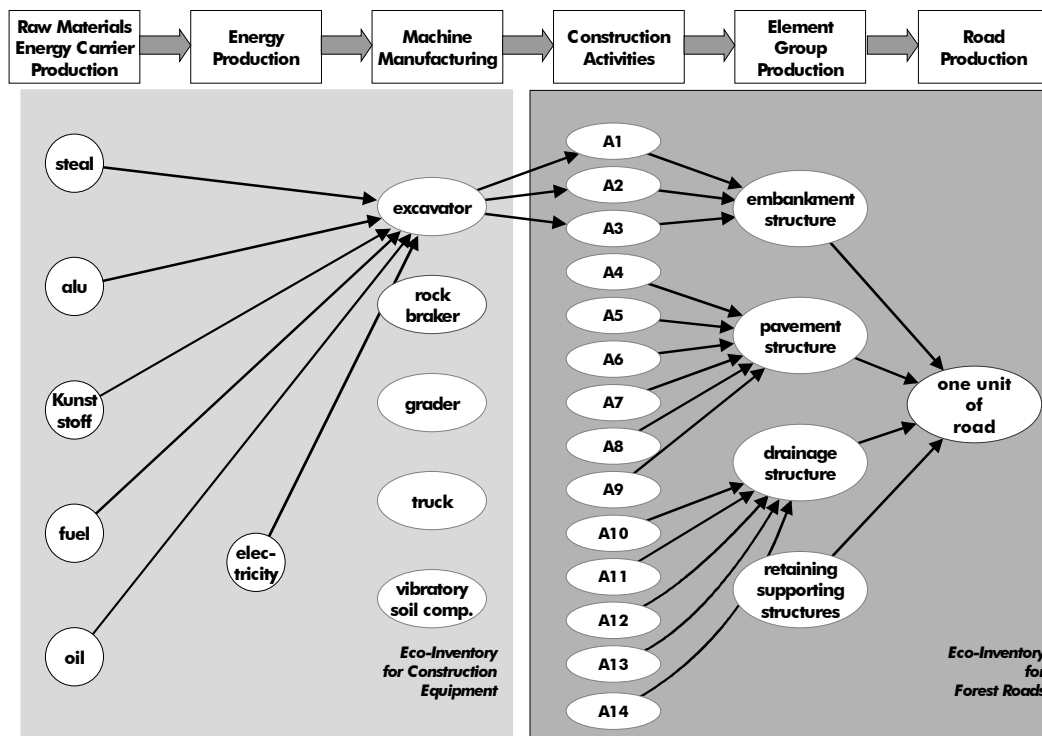 Raw Materials
Energy Carrier
Production
Energy
Production
Machine
Manufacturing
Construction
Activities
Element
Group
Production
Road
Production
steal
alu
Kunst
stoff
fuel
oil
elec-
tricity
excavator
rock
braker
grader
truck
vibratory
soil comp.
Eco-Inventory
for Construction
Equipment
A1
A2
A3
A4
A5
A6
A7
A8
A9
A10
A11
A12
A13
A14
embankment
structure
pavement
structure
drainage
structure
retaining
supporting
structures
one unit
of
road
Eco-Inventory
for
Forest Roads